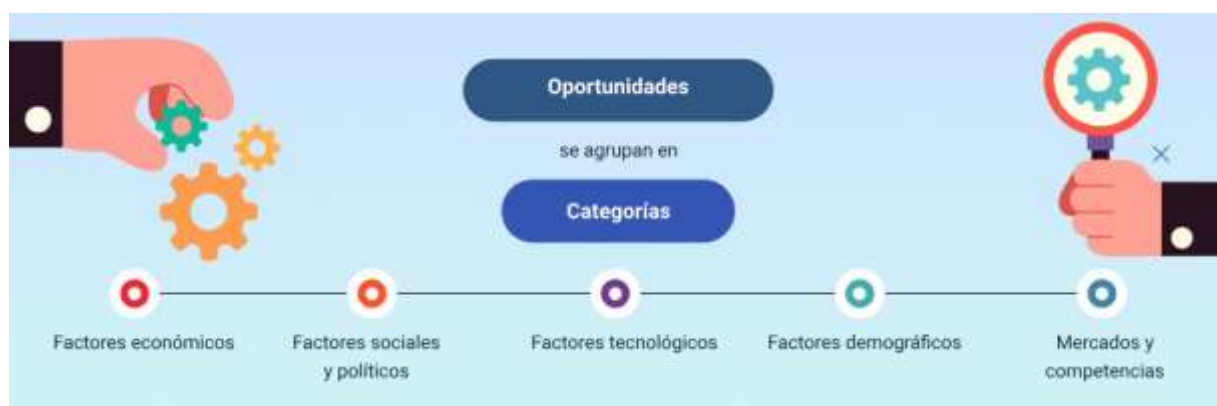 Oportunidades
se agrupan en
Categorías
Factores económicos
Factores sociales
y políticos
Factores tecnológicos
Factores demográficos
Mercados y
competencias